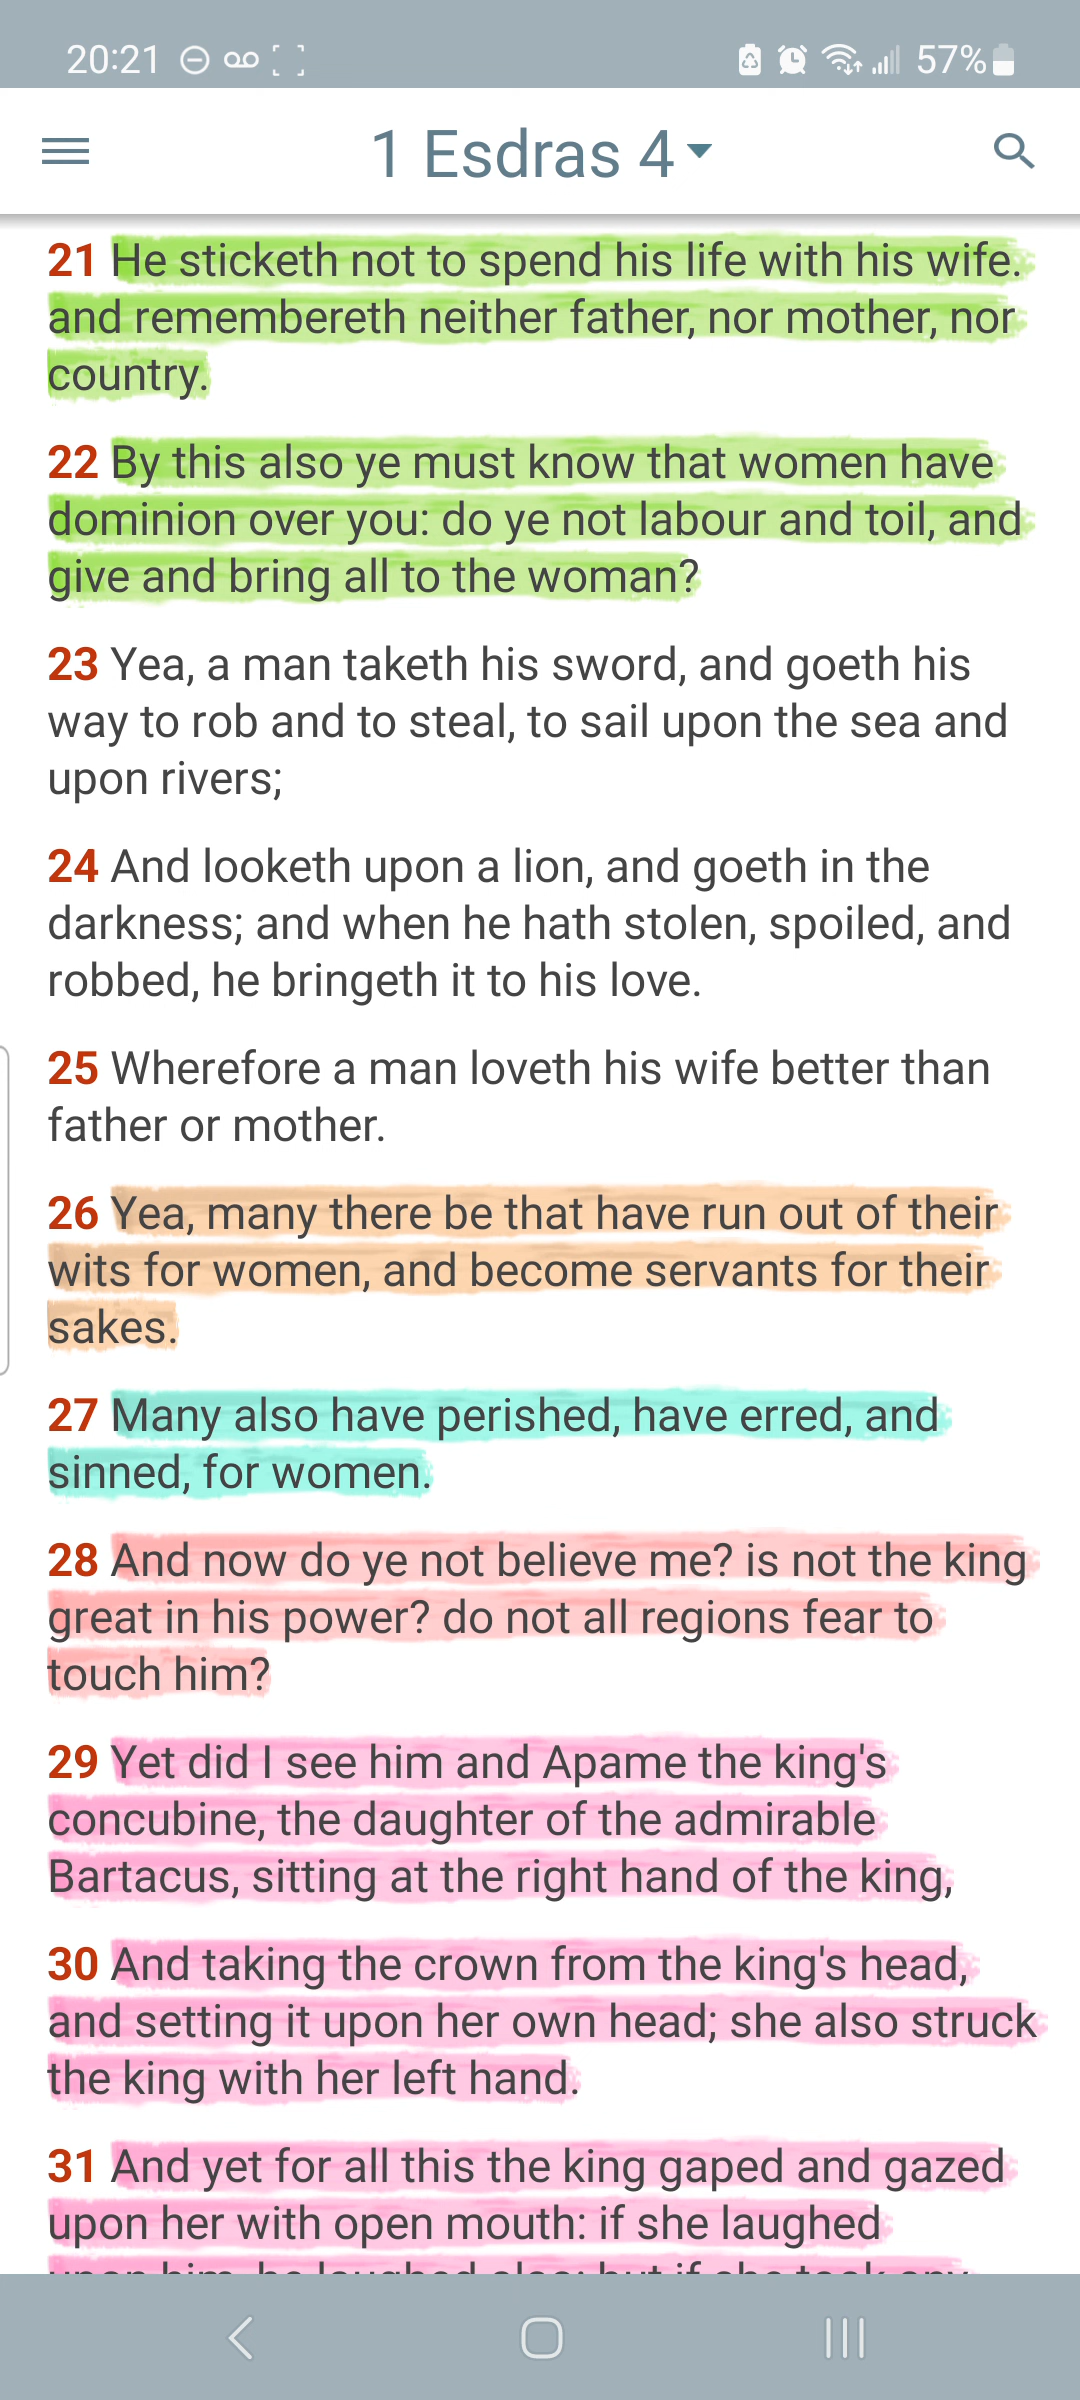 20:21 57%
1 Esdras 4
21 He sticketh not to spend his life with his wife.
and remembereth neither father, nor mother, nor
country.
22 By this also ye must know that women have
dominion over you: do ye not labour and toil, and
give and bring all to the woman?
23 Yea, a man taketh his sword, and goeth his
way to rob and to steal, to sail upon the sea and
upon rivers;
24 And looketh upon a lion, and goeth in the
darkness; and when he hath stolen, spoiled, and
robbed, he bringeth it to his love.
25 Wherefore a man loveth his wife better than
father or mother.
26 Yea, many there be that have run out of their
wits for women, and become servants for their
sakes.
27 Many also have perished, have erred, and
sinned, for women.
28 And now do ye not believe me? is not the king
great in his power? do not all regions fear to
touch him?
29 Yet did I see him and Apame the king's
concubine, the daughter of the admirable
Bartacus, sitting at the right hand of the king,
30 And taking the crown from the king's head,
and setting it upon her own head; she also struck
the king with her left hand.
31 And yet for all this the king gaped and gazed
upon her with open mouth: if she laughed
upon him, he laughed also: but if she took any